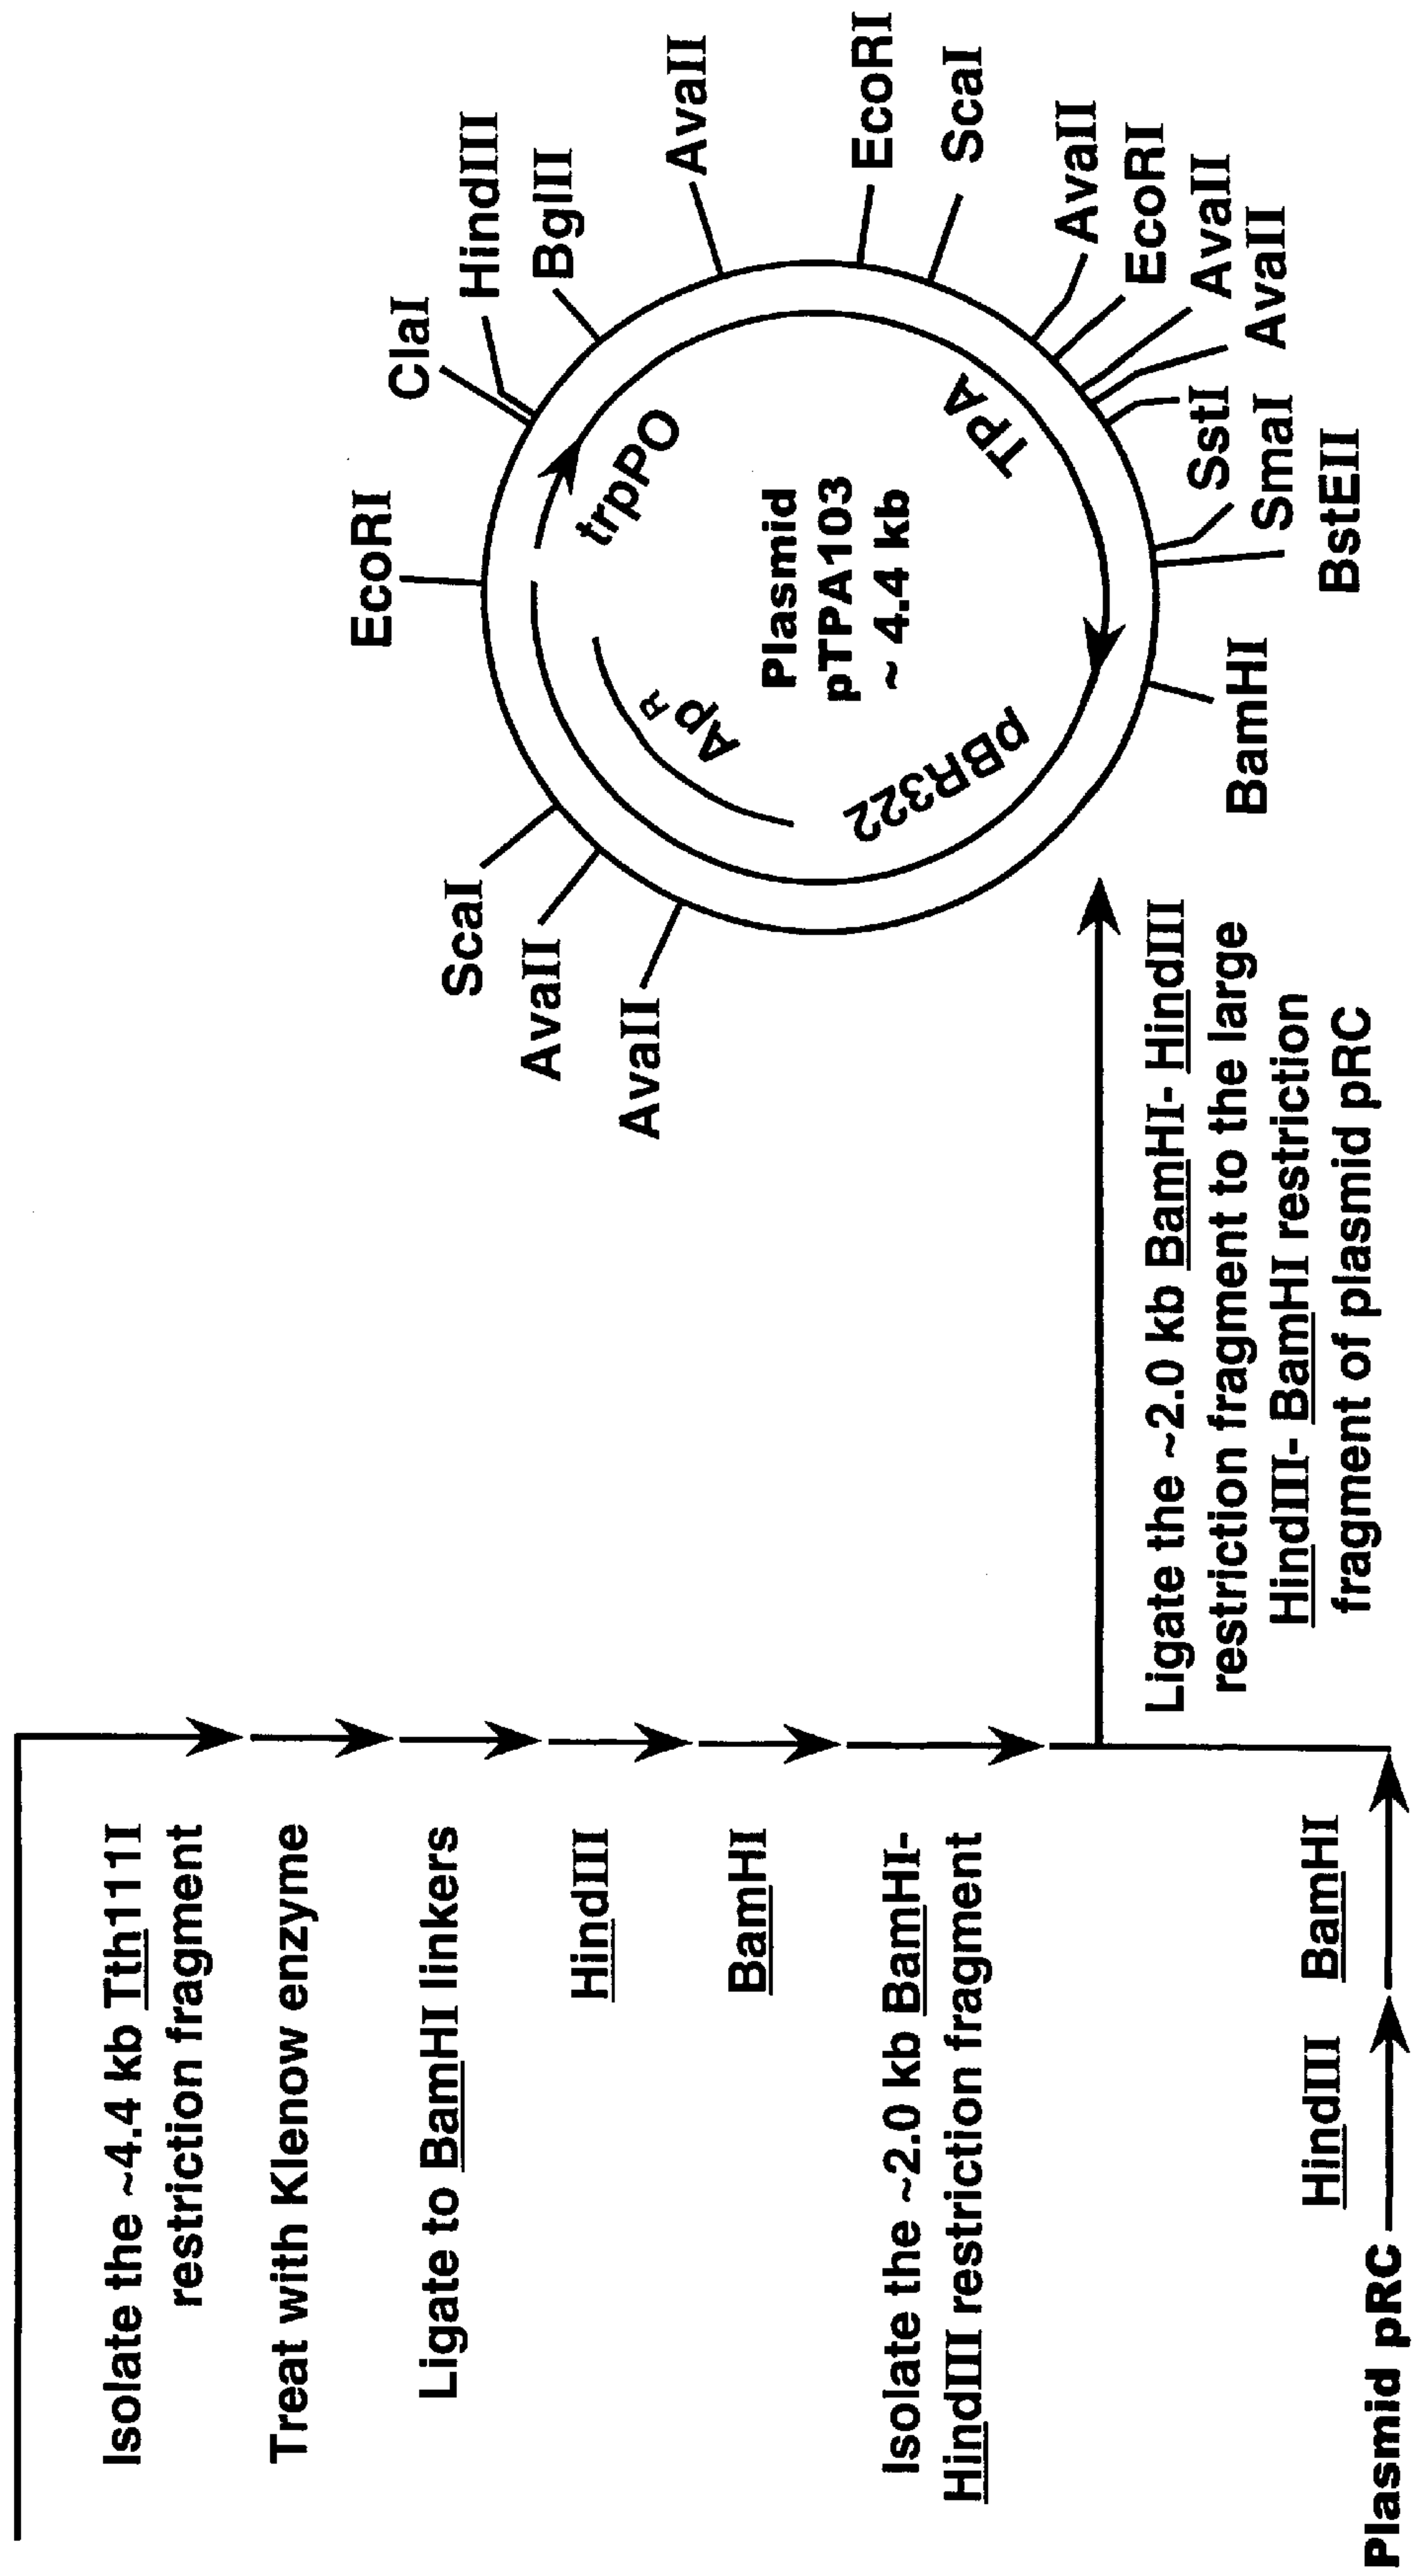 Isolate the ~4.4 kb Tth111I
restriction fragment
Treat with Klenow enzyme
Ligate to BamHI linkers
HindIII
BamHI
Isolate the ~2.0 kb BamHI-
HindIII restriction fragment
Plasmid pRC
HindIII
BamHI
Ligate the ~2.0 kb BamHI- HindIII
restriction fragment to the large
HindIII- BamHI restriction
fragment of plasmid pRC
EcoRI
ClaI
HindIII
BglII
AvaII
EcoRI
ScaI
AvaII
EcoRI
AvaII
AvaII
SstI
SmaI
BstEII
BamHI
AvaII
AvaII
ScaI
trpPO
TPA
pBR322
ApR
Plasmid
pTPA103
~ 4.4 kb